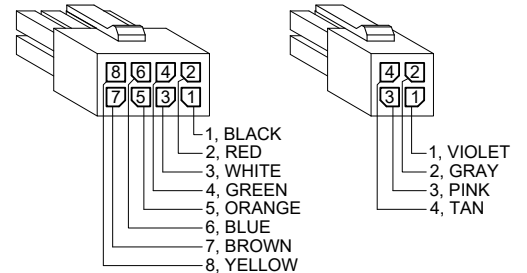 8 6 4 2
7 5 3 1
1, BLACK
2, RED
3, WHITE
4, GREEN
5, ORANGE
6, BLUE
7, BROWN
8, YELLOW
4 2
3 1
1, VIOLET
2, GRAY
3, PINK
4, TAN